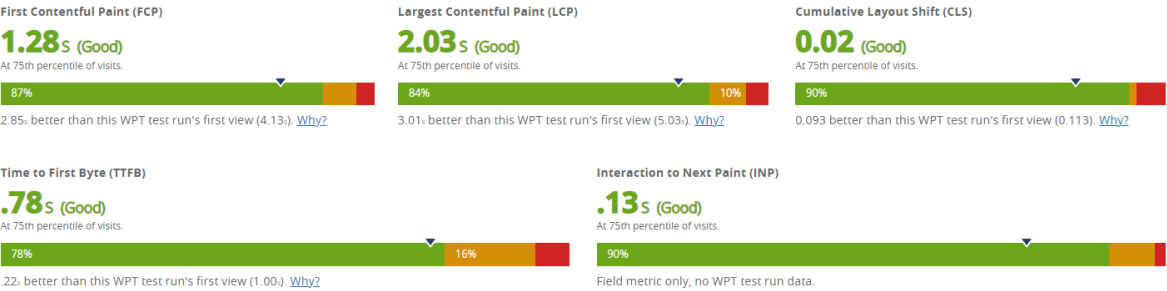 First Contentful Paint (FCP)
1.28s (Good)
At 75th percentile of visits.
87%
2.85s better than this WPT test run's first view (4.13s). Why?
Largest Contentful Paint (LCP)
2.03s (Good)
At 75th percentile of visits.
84% 10%
3.01s better than this WPT test run's first view (5.03s). Why?
Cumulative Layout Shift (CLS)
0.02 (Good)
At 75th percentile of visits.
90%
0.093 better than this WPT test run's first view (0.113). Why?
Time to First Byte (TTFB)
.78s (Good)
At 75th percentile of visits.
78% 16%
.22s better than this WPT test run's first view (1.00s). Why?
Interaction to Next Paint (INP)
.13s (Good)
At 75th percentile of visits.
90%
Field metric only, no WPT test run data.